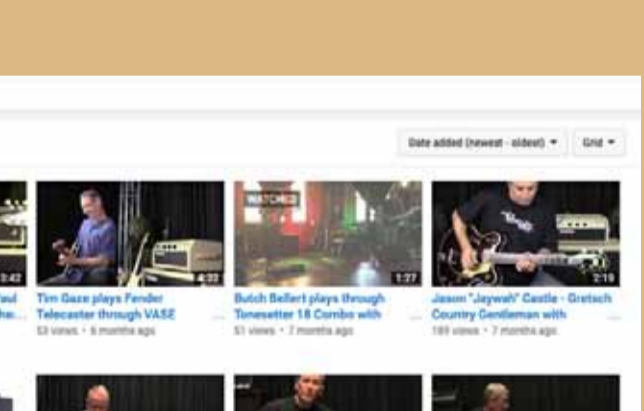 Date added (newest - oldest)
Grid
WATCHED
3:42
4:32
1:27
2:19
aul
Tim Gaze plays Fender
Telecaster through VASE
53 views • 6 months ago
Butch Bellert plays through
Tonesetter 18 Combo with
51 views • 7 months ago
Jason "Jaywah" Castle - Gretsch
Country Gentleman with
189 views • 7 months ago